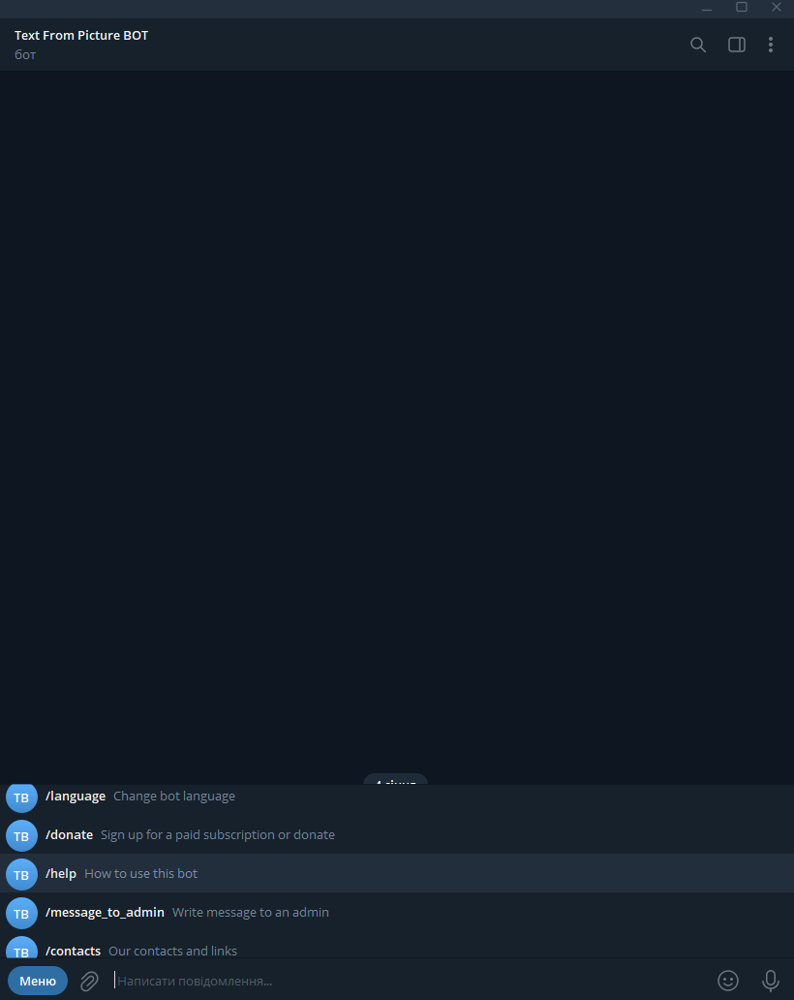 Text From Picture BOT
бот
4 січня
TB /language Change bot language
TB /donate Sign up for a paid subscription or donate
TB /help How to use this bot
TB /message_to_admin Write message to an admin
TB /contacts Our contacts and links
Меню Написати повідомлення...